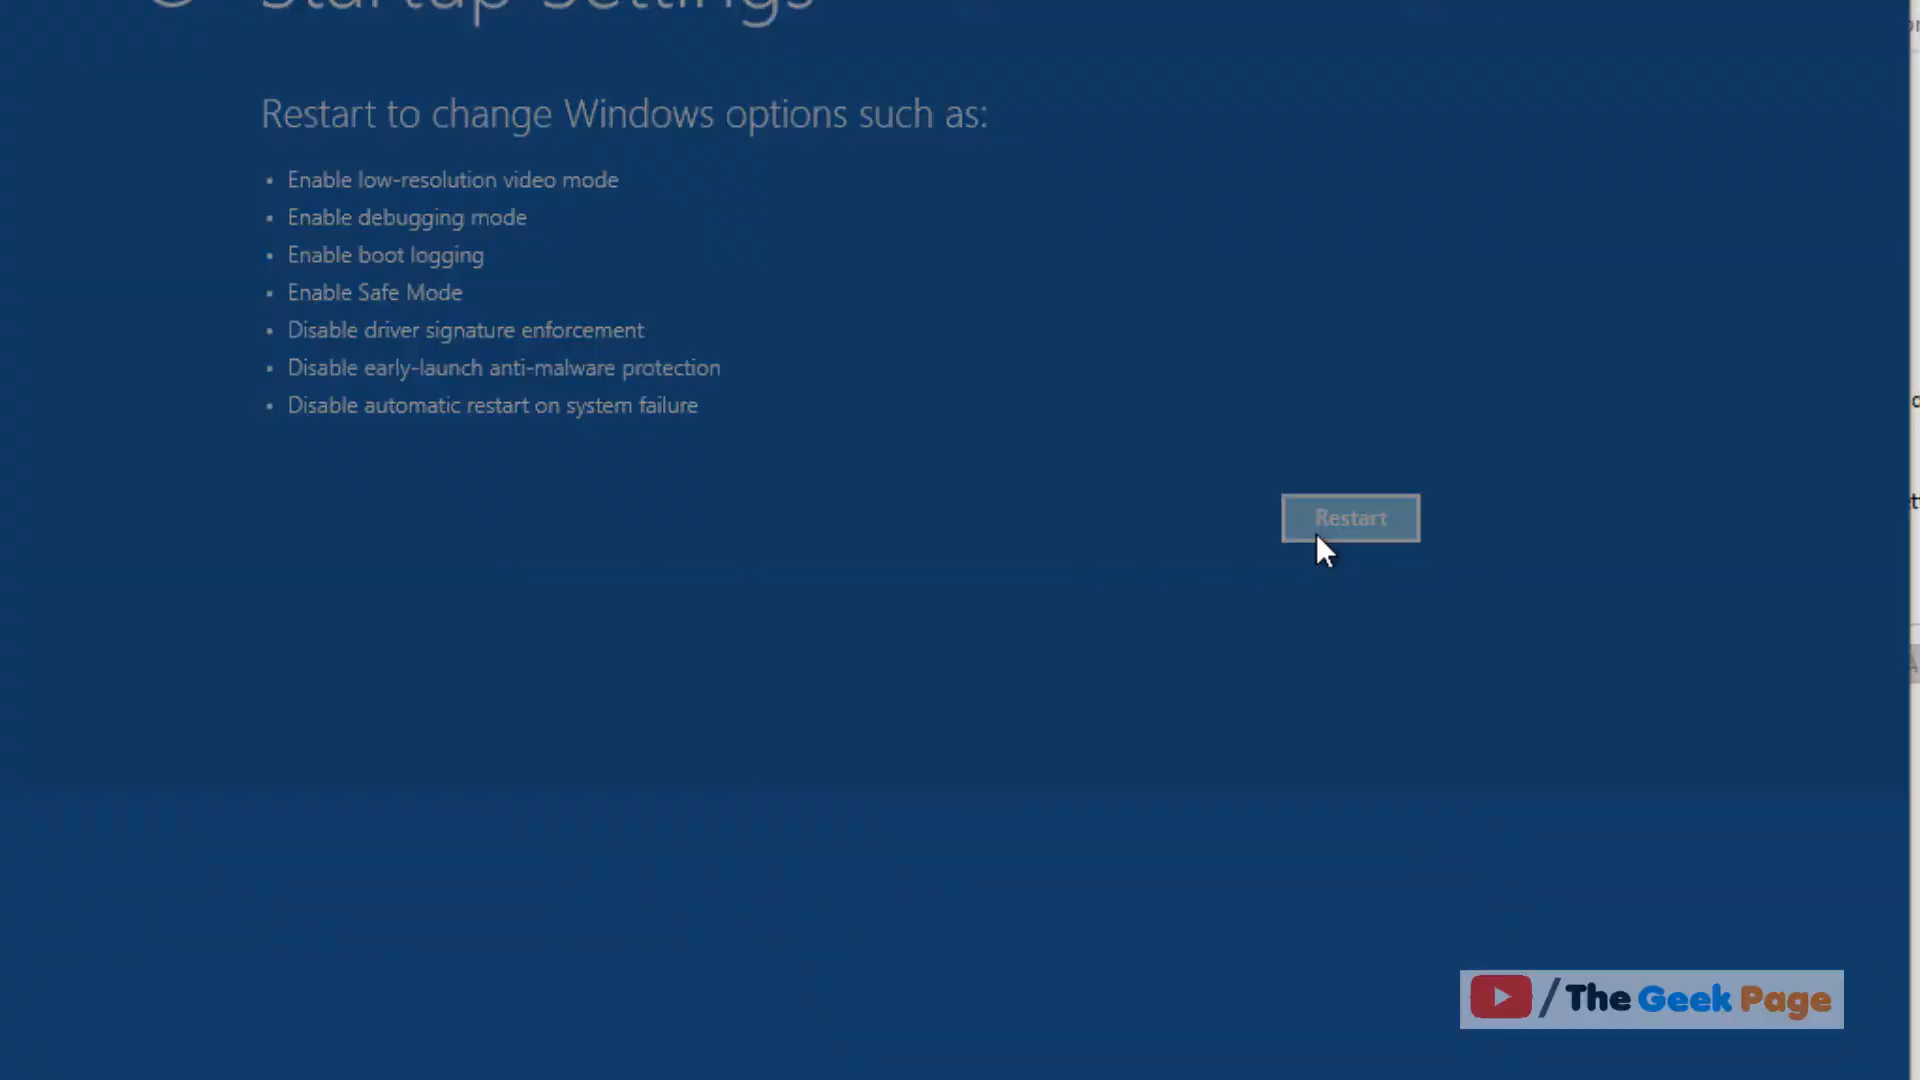 Startup Settings
Restart to change Windows options such as:
Enable low-resolution video mode
Enable debugging mode
Enable boot logging
Enable Safe Mode
Disable driver signature enforcement
Disable early-launch anti-malware protection
Disable automatic restart on system failure
Restart
/The Geek Page